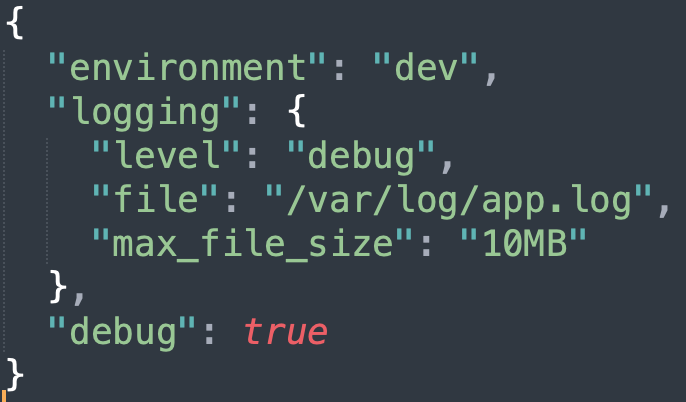 {
  "environment": "dev",
  "logging": {
    "level": "debug",
    "file": "/var/log/app.log",
    "max_file_size": "10MB"
  },
  "debug": true
}